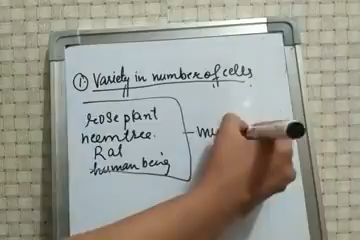 ① Variety in number of cells
rose plant
neem tree.
Rat
human being